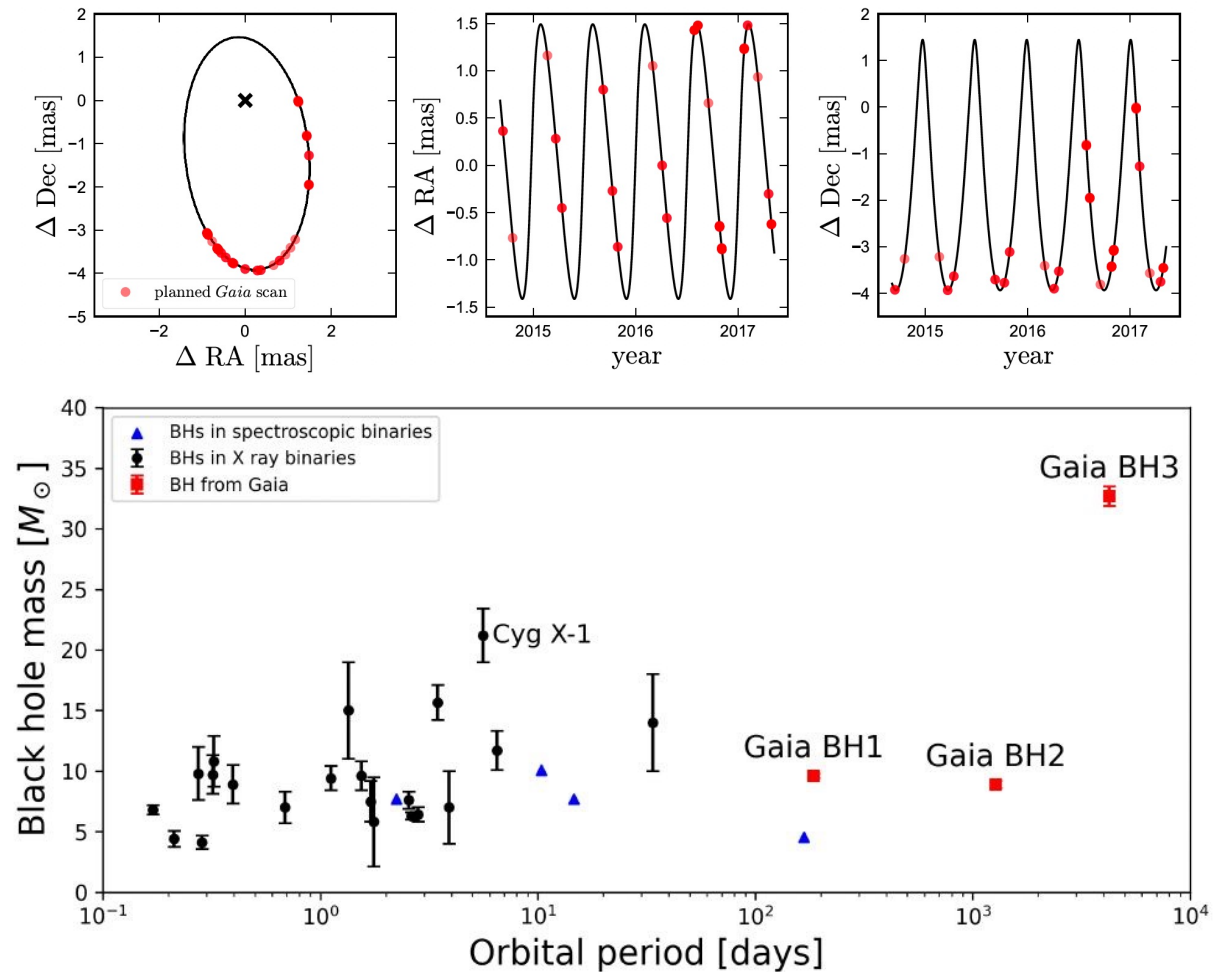 2
1
0
−1
−2
−3
−4
−5
Δ Dec [mas]
planned Gaia scan
−2 0 2
Δ RA [mas]
1.5
1.0
0.5
0.0
−0.5
−1.0
−1.5
Δ RA [mas]
2015 2016 2017
year
2
1
0
−1
−2
−3
−4
Δ Dec [mas]
2015 2016 2017
year
40
35
30
25
20
15
10
5
0
Black hole mass [M⊙]
BHs in spectroscopic binaries
BHs in X ray binaries
BH from Gaia
Gaia BH3
Cyg X-1
Gaia BH1
Gaia BH2
10⁻¹ 10⁰ 10¹ 10² 10³ 10⁴
Orbital period [days]